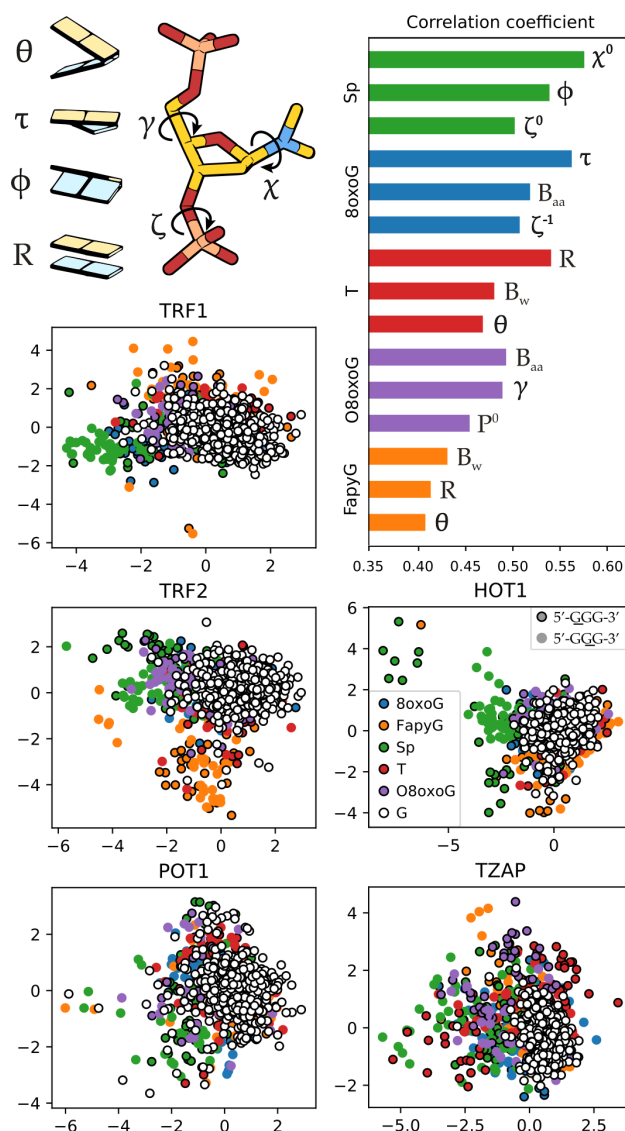 θ
τ
ϕ
R
γ
χ
ζ
Correlation coefficient
Sp
χ⁰
ϕ
ζ⁰
8oxoG
τ
Baa
ζ⁻¹
T
R
Bw
θ
O8oxoG
Baa
γ
P⁰
FapyG
Bw
R
θ
0.35 0.40 0.45 0.50 0.55 0.60
TRF1
4
2
0
−2
−4
−6
−4 −2 0 2
TRF2
2
0
−2
−4
−6 −4 −2 0 2
HOT1
6
4
2
0
−2
−4
−5 0
5′-GGG-3′
5′-GGG-3′
8oxoG
FapyG
Sp
T
O8oxoG
G
POT1
2
0
−2
−4
−6 −4 −2 0 2
TZAP
4
2
0
−2
−5.0 −2.5 0.0 2.5